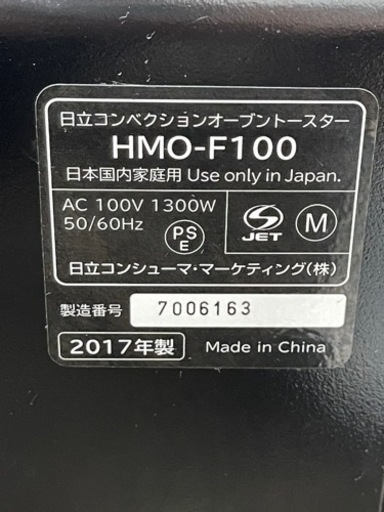 日立コンベクションオーブントースター
HMO-F100
日本国内家庭用 Use only in Japan.
AC 100V 1300W
50/60Hz
PS
E
JET
M
日立コンシューマ・マーケティング(株)
製造番号 7006163
2017年製 Made in China